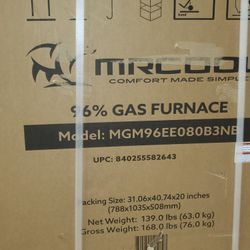 MRCOOL
COMFORT MADE SIMPLE
96% GAS FURNACE
Model: MGM96EE080B3NB
UPC: 840255582643
Packing Size: 31.06x40.74x20 inches
(788x1035x508mm)
Net Weight: 139.0 lbs (63.0 kg)
Gross Weight: 168.0 lbs (76.0 kg)